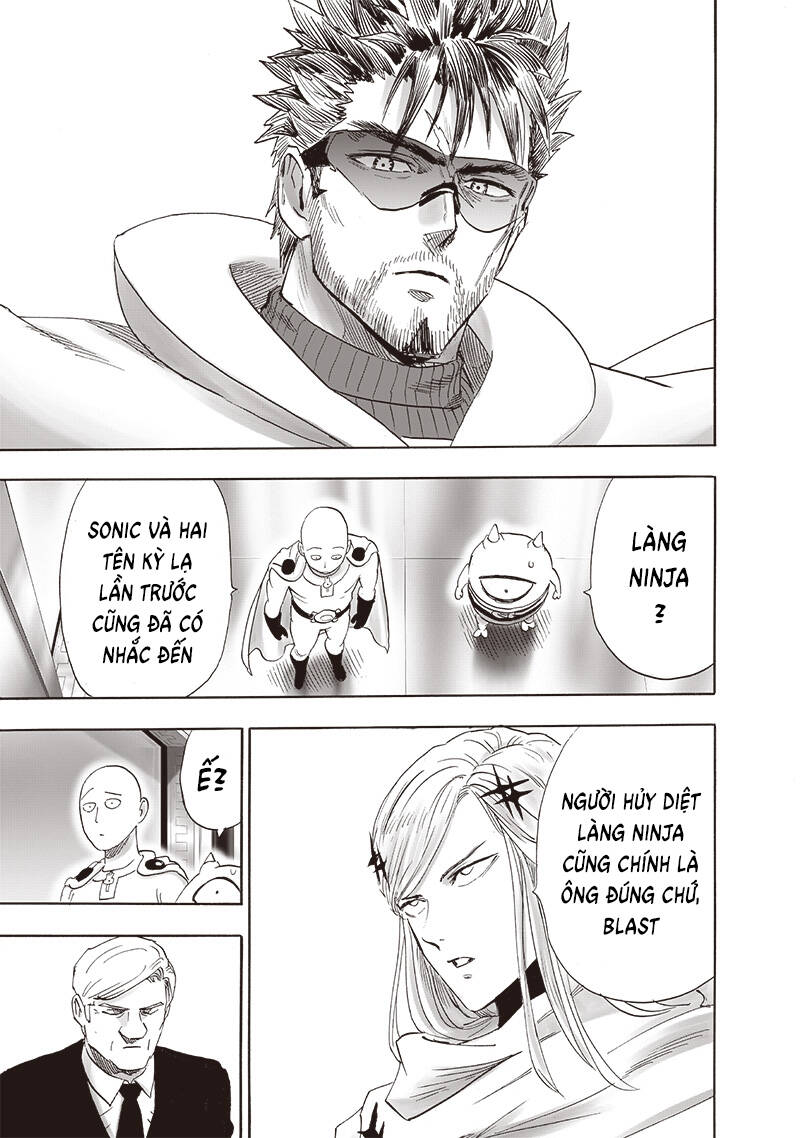 LÀNG
NINJA
?
SONIC VÀ HAI
TÊN KỲ LẠ
LẦN TRƯỚC
CŨNG ĐÃ CÓ
NHẮC ĐẾN
NGƯỜI HỦY DIỆT
LÀNG NINJA
CŨNG CHÍNH LÀ
ÔNG ĐÚNG CHỨ,
BLAST
Ế?